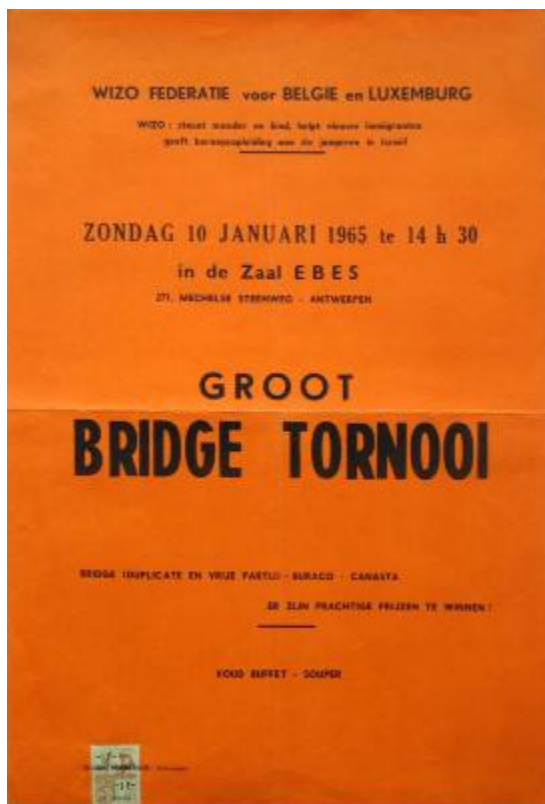 WIZO FEDERATIE voor BELGIE en LUXEMBURG
WIZO : steunt moeder en kind, helpt nieuwe immigranten
geeft beroepsopleiding aan de jongeren in Israël
ZONDAG 10 JANUARI 1965 te 14 h 30
in de Zaal EBES
271, MECHELSE STEENWEG - ANTWERPEN
GROOT
BRIDGE TORNOOI
BRIDGE (DUPLICATE EN VRIJE PARTIJ) - BURACO - CANASTA
ER ZIJN PRACHTIGE PRIJZEN TE WINNEN !
KOUD BUFFET - SOUPER